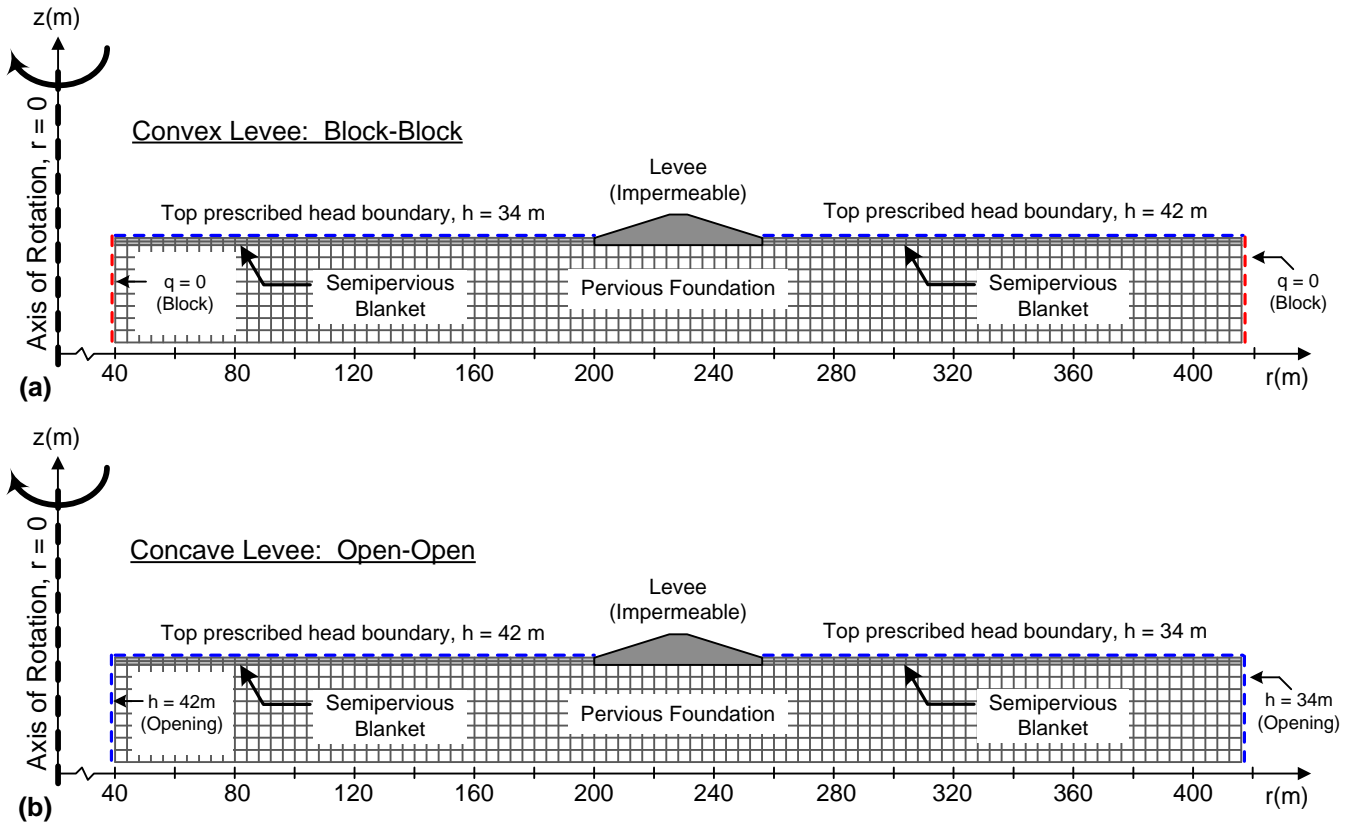 z(m)
Axis of Rotation, r = 0
Convex Levee: Block-Block
Levee
(Impermeable)
Top prescribed head boundary, h = 34 m
Top prescribed head boundary, h = 42 m
q = 0
(Block)
Semipervious
Blanket
Pervious Foundation
Semipervious
Blanket
q = 0
(Block)
(a)
40 80 120 160 200 240 280 320 360 400 r(m)
z(m)
Axis of Rotation, r = 0
Concave Levee: Open-Open
Levee
(Impermeable)
Top prescribed head boundary, h = 42 m
Top prescribed head boundary, h = 34 m
h = 42m
(Opening)
Semipervious
Blanket
Pervious Foundation
Semipervious
Blanket
h = 34m
(Opening)
(b)
40 80 120 160 200 240 280 320 360 400 r(m)